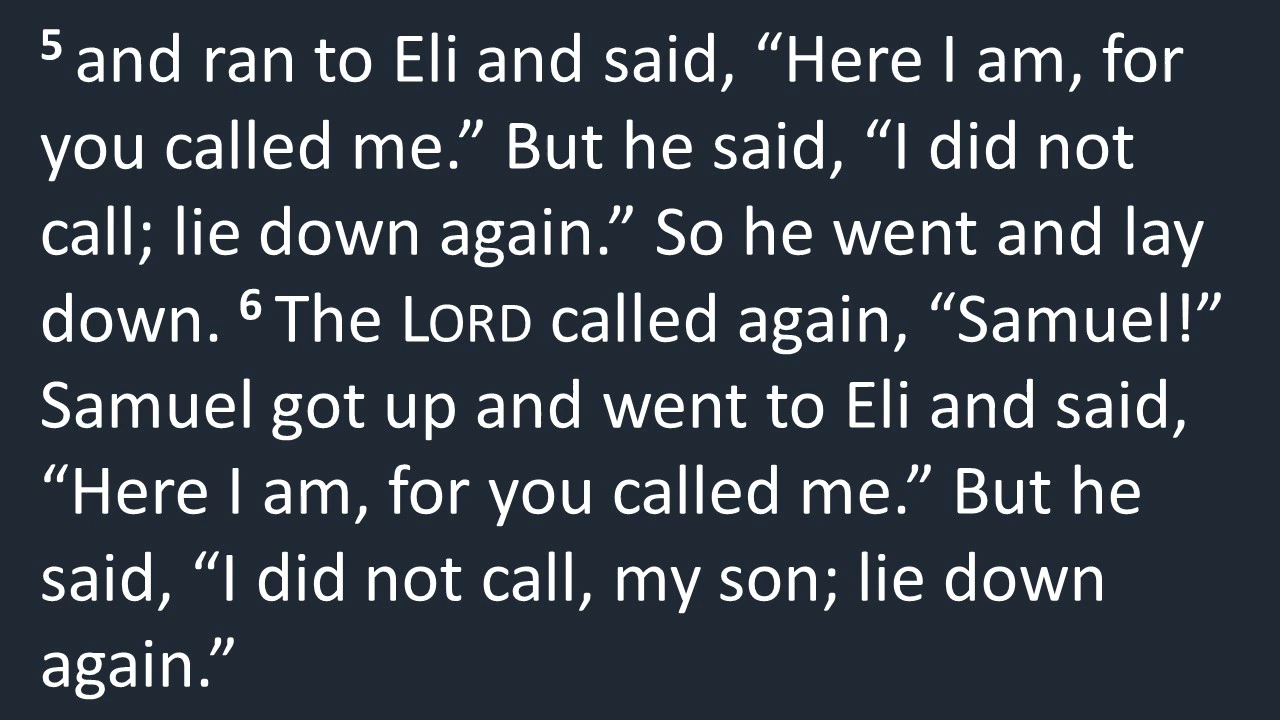 5 and ran to Eli and said, “Here I am, for
you called me.” But he said, “I did not
call; lie down again.” So he went and lay
down. 6 The LORD called again, “Samuel!”
Samuel got up and went to Eli and said,
“Here I am, for you called me.” But he
said, “I did not call, my son; lie down
again.”